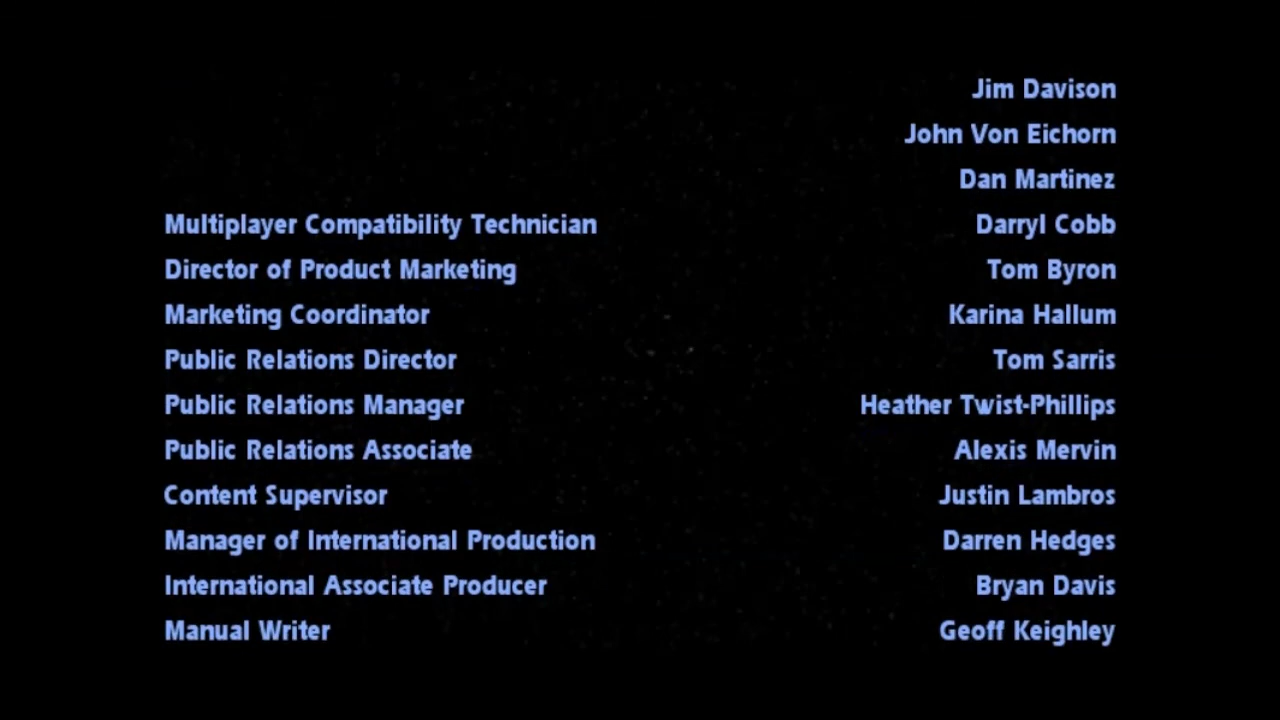 Jim Davison
John Von Eichorn
Dan Martinez
Multiplayer Compatibility Technician Darryl Cobb
Director of Product Marketing Tom Byron
Marketing Coordinator Karina Hallum
Public Relations Director Tom Sarris
Public Relations Manager Heather Twist-Phillips
Public Relations Associate Alexis Mervin
Content Supervisor Justin Lambros
Manager of International Production Darren Hedges
International Associate Producer Bryan Davis
Manual Writer Geoff Keighley